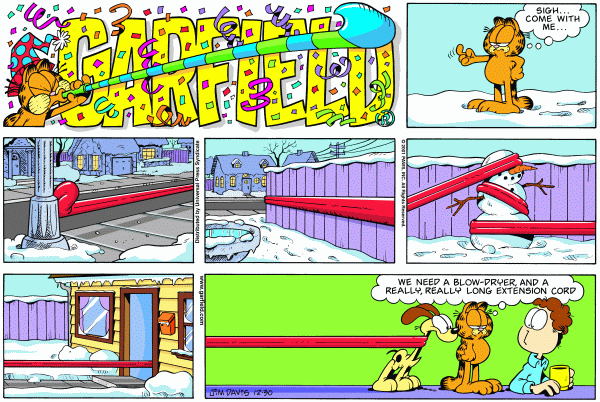 GARFIELD
SIGH...
COME WITH
ME...
Distributed by Universal Press Syndicate
© 2001 PAWS, INC. All Rights Reserved.
www.garfield.com
WE NEED A BLOW-DRYER, AND A
REALLY, REALLY LONG EXTENSION CORD
JIM DAVIS 12·30